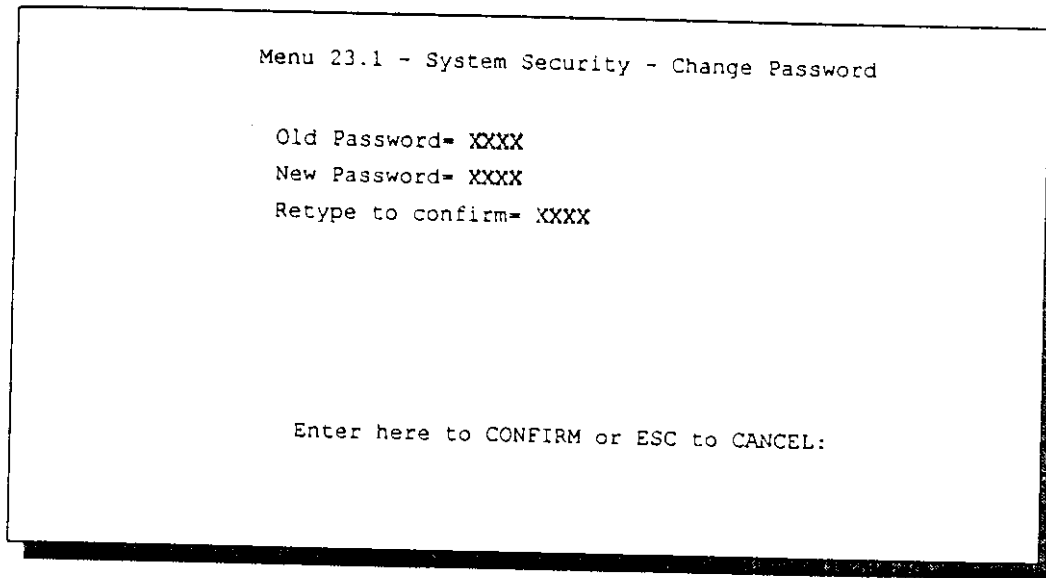 Menu 23.1 - System Security - Change Password
Old Password= XXXX
New Password= XXXX
Retype to confirm= XXXX
Enter here to CONFIRM or ESC to CANCEL: